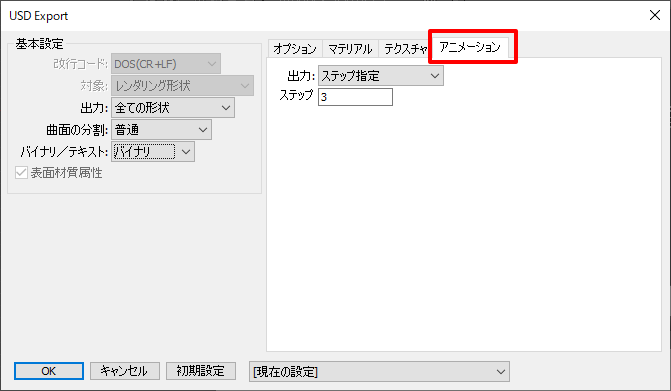 USD Export
基本設定
改行コード: DOS(CR+LF)
対象: レンダリング形状
出力: 全ての形状
曲面の分割: 普通
バイナリ／テキスト: バイナリ
表面材質属性
オプション マテリアル テクスチャ アニメーション
出力: ステップ指定
ステップ 3
OK キャンセル 初期設定 [現在の設定]